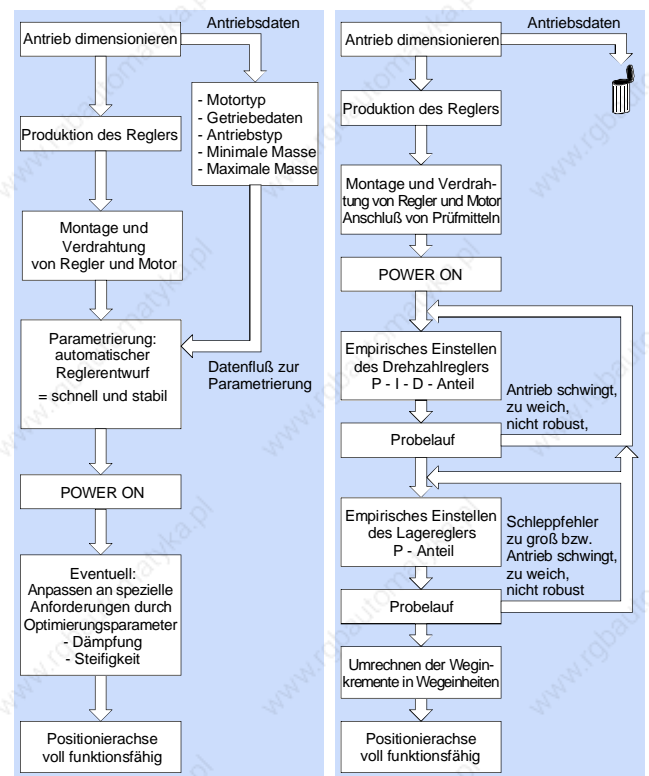 Antriebsdaten
Antrieb dimensionieren
- Motortyp
- Getriebedaten
- Antriebstyp
- Minimale Masse
- Maximale Masse
Produktion des Reglers
Montage und
Verdrahtung
von Regler und Motor
Parametrierung:
automatischer
Reglerentwurf
= schnell und stabil
Datenfluß zur
Parametrierung
POWER ON
Eventuell:
Anpassen an spezielle
Anforderungen durch
Optimierungsparameter
- Dämpfung
- Steifigkeit
Positionierachse
voll funktionsfähig
Antriebsdaten
Antrieb dimensionieren
Produktion des Reglers
Montage und Verdrah-
tung von Regler und Motor
Anschluß von Prüfmitteln
POWER ON
Empirisches Einstellen
des Drehzahlreglers
P - I - D - Anteil
Antrieb schwingt,
zu weich,
nicht robust,
Probelauf
Empirisches Einstellen
des Lagereglers
P - Anteil
Schleppfehler
zu groß bzw.
Antrieb schwingt,
zu weich,
nicht robust
Probelauf
Umrechnen der Wegin-
kremente in Wegeinheiten
Positionierachse
voll funktionsfähig
www.rgbautomatyka.pl